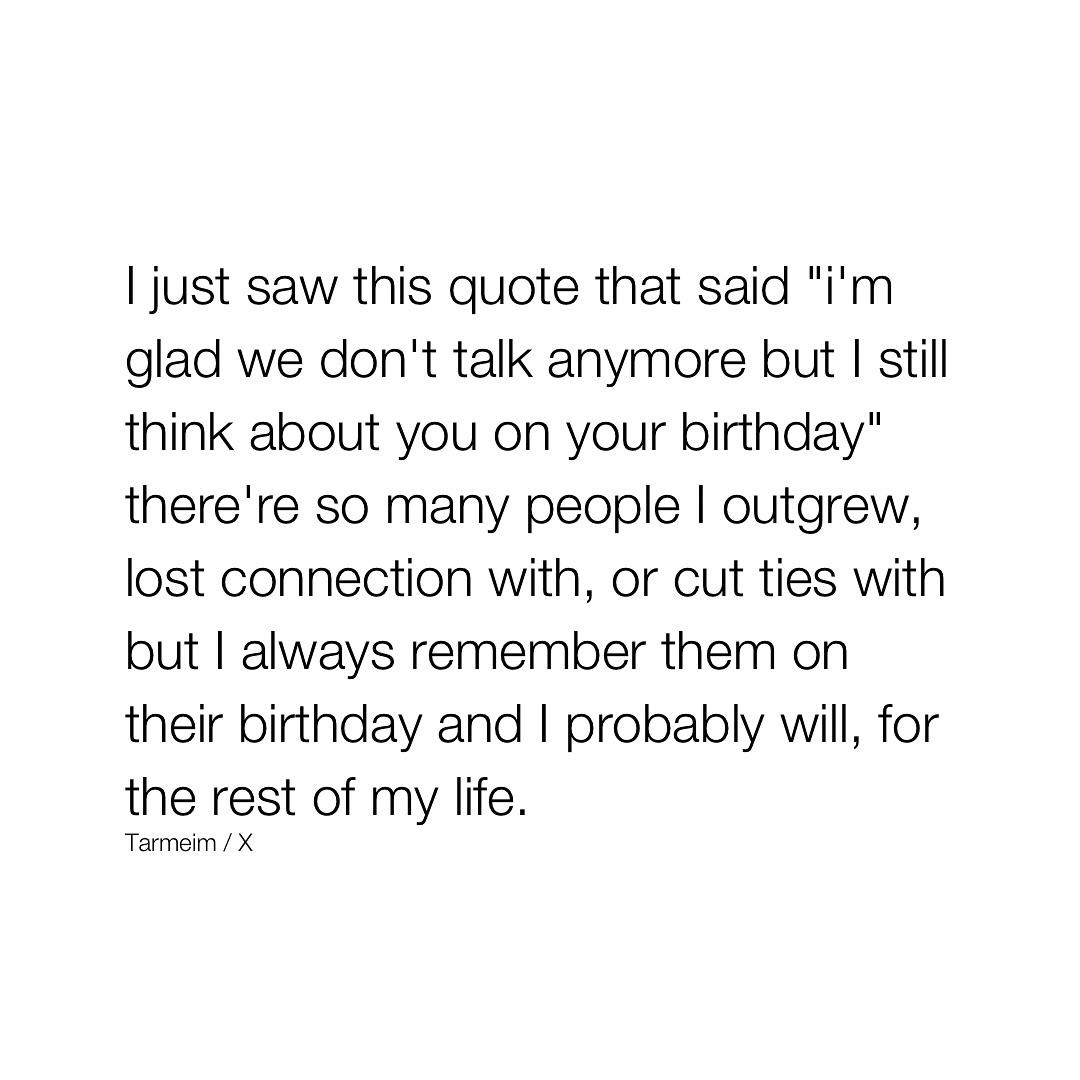 I just saw this quote that said "i'm
glad we don't talk anymore but I still
think about you on your birthday"
there're so many people I outgrew,
lost connection with, or cut ties with
but I always remember them on
their birthday and I probably will, for
the rest of my life.
Tarmeim / X